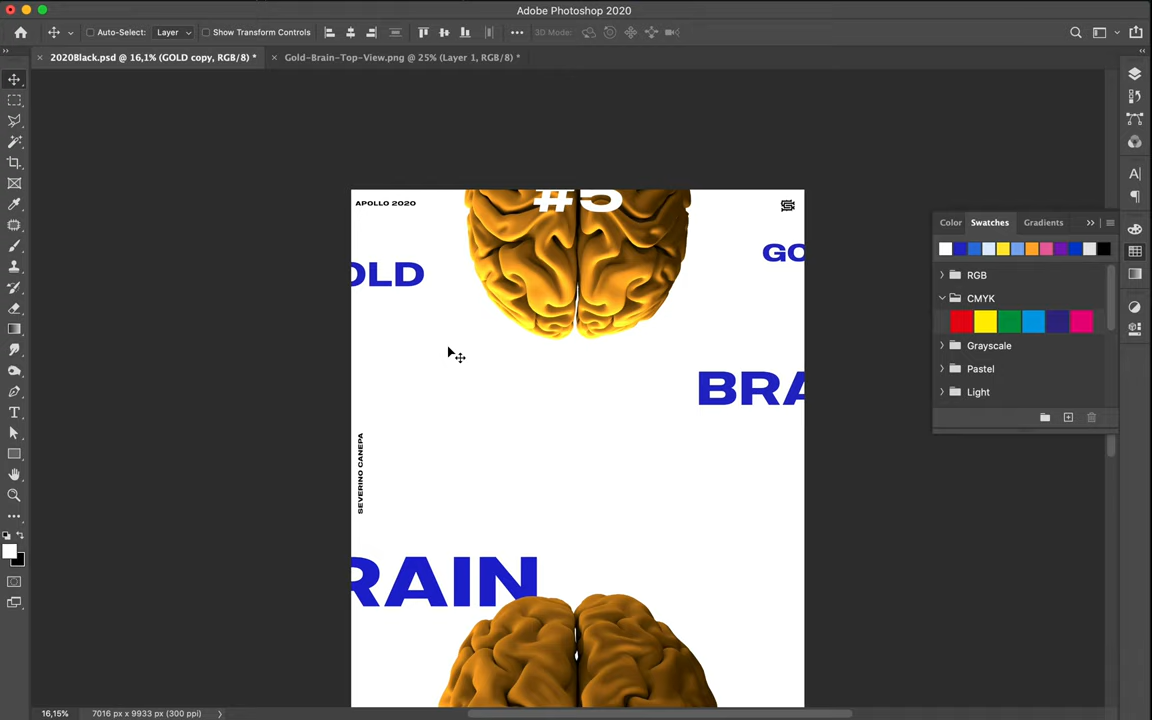 Adobe Photoshop 2020
Auto-Select: Layer Show Transform Controls 3D Mode:
2020Black.psd @ 16,1% (GOLD copy, RGB/8) * Gold-Brain-Top-View.png @ 25% (Layer 1, RGB/8) *
#5
APOLLO 2020
GO
OLD
BRA
SEVERINO CANEPA
RAIN
Color Swatches Gradients
RGB
CMYK
Grayscale
Pastel
Light
16,15% 7016 px x 9933 px (300 ppi)